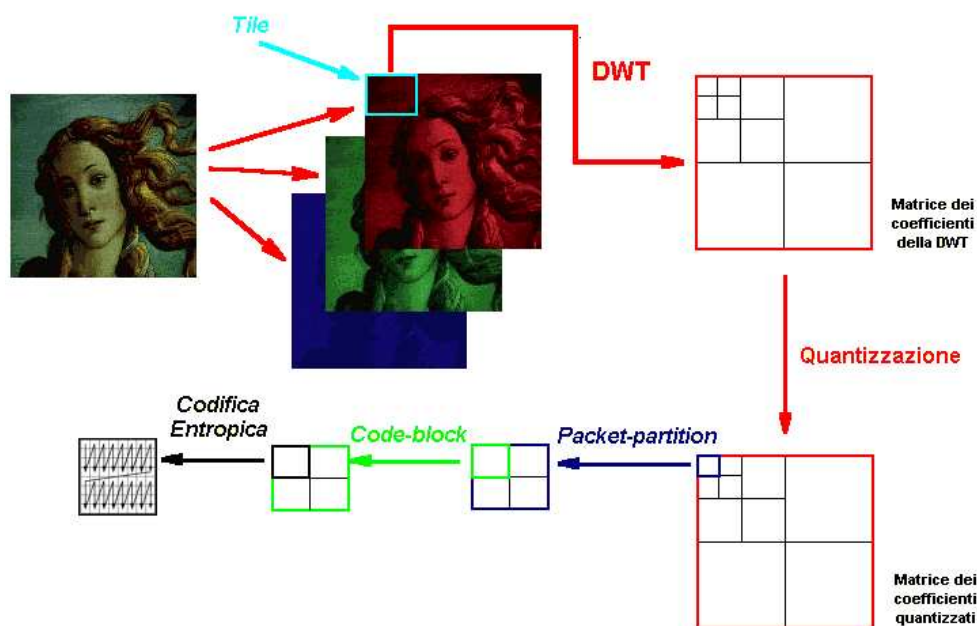 Tile
DWT
Matrice dei
coefficienti
della DWT
Quantizzazione
Codifica
Entropica
Code-block
Packet-partition
Matrice dei
coefficienti
quantizzati